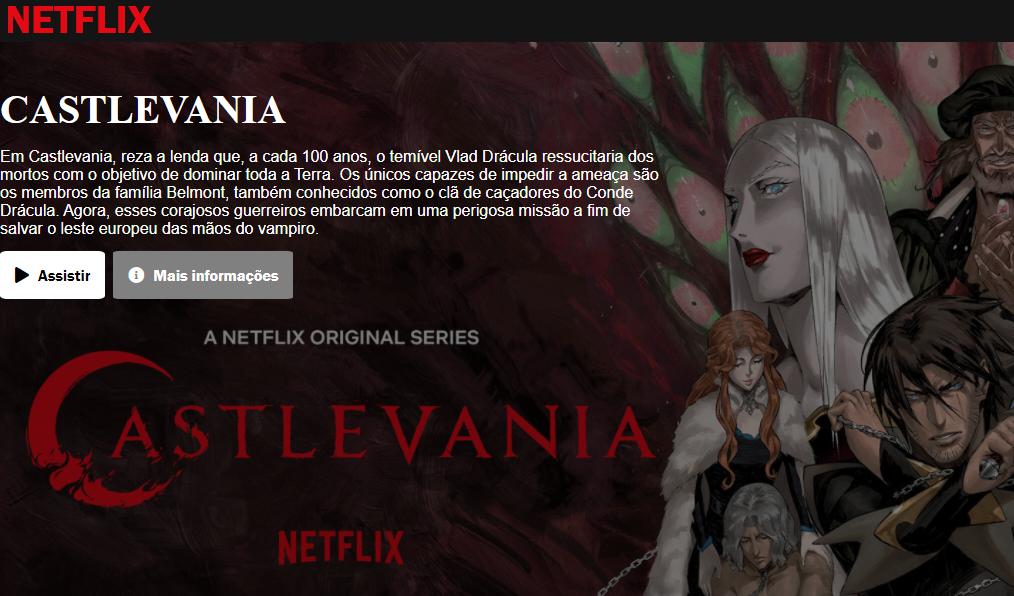 NETFLIX
CASTLEVANIA
Em Castlevania, reza a lenda que, a cada 100 anos, o temível Vlad Drácula ressucitaria dos
mortos com o objetivo de dominar toda a Terra. Os únicos capazes de impedir a ameaça são
os membros da família Belmont, também conhecidos como o clã de caçadores do Conde
Drácula. Agora, esses corajosos guerreiros embarcam em uma perigosa missão a fim de
salvar o leste europeu das mãos do vampiro.
Assistir Mais informações
A NETFLIX ORIGINAL SERIES
CASTLEVANIA
NETFLIX